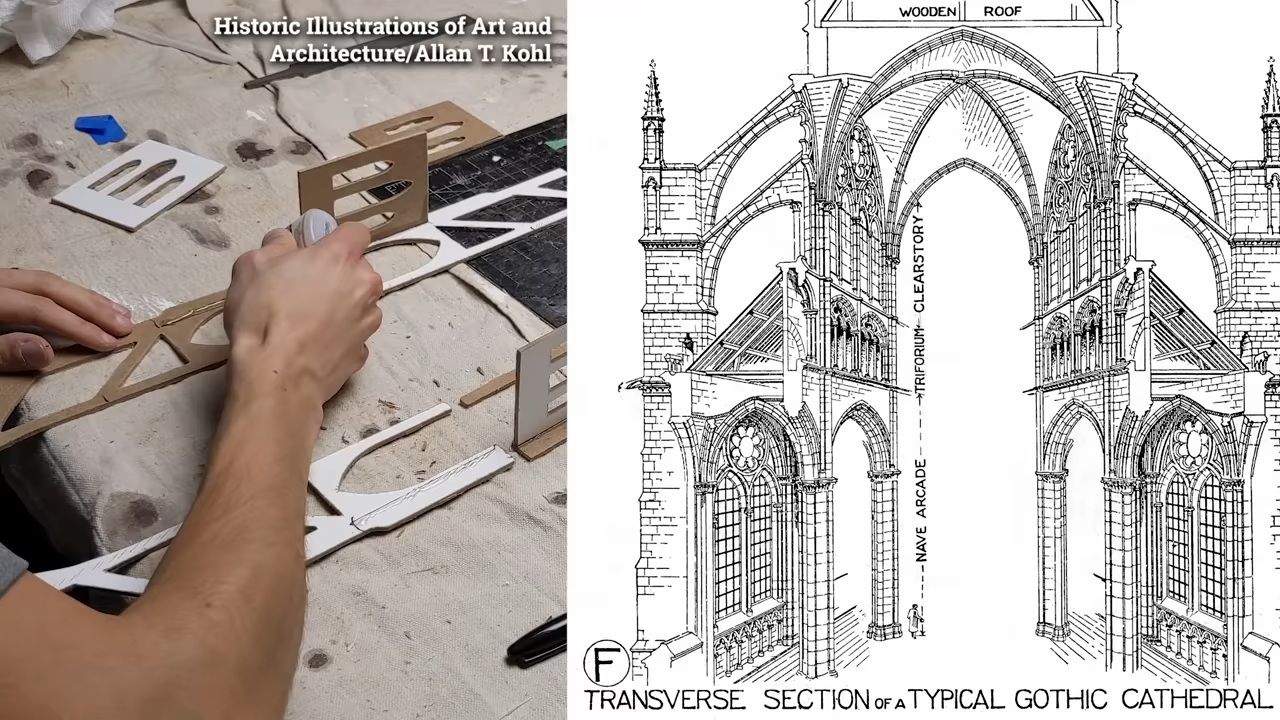 Historic Illustrations of Art and
Architecture/Allan T. Kohl
WOODEN ROOF
CLEARSTORY
TRIFORIUM
NAVE ARCADE
F
TRANSVERSE SECTION OF A TYPICAL GOTHIC CATHEDRAL